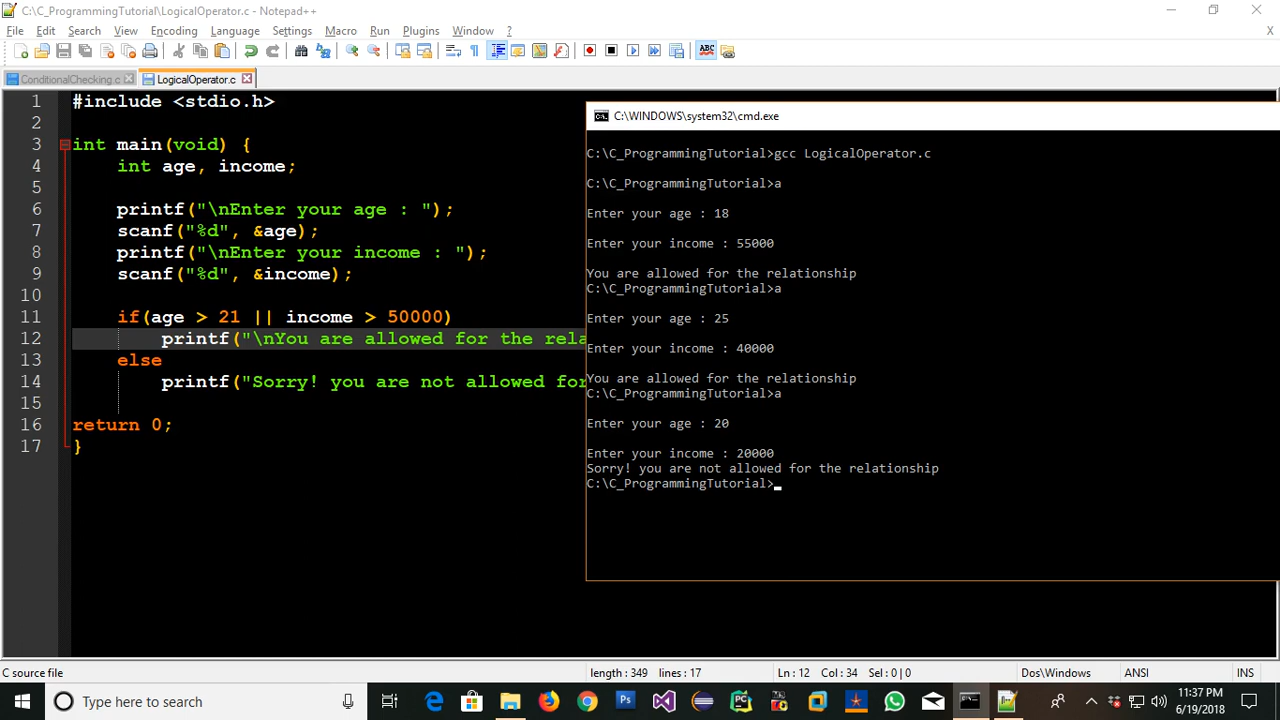 C:\C_ProgrammingTutorial\LogicalOperator.c - Notepad++
File Edit Search View Encoding Language Settings Macro Run Plugins Window ? X
ConditionalChecking.c LogicalOperator.c
1 #include <stdio.h>
2
3 int main(void) {
4 int age, income;
5
6 printf("\nEnter your age : ");
7 scanf("%d", &age);
8 printf("\nEnter your income : ");
9 scanf("%d", &income);
10
11 if(age > 21 || income > 50000)
12 printf("\nYou are allowed for the rela
13 else
14 printf("Sorry! you are not allowed for
15
16 return 0;
17 }
C:\WINDOWS\system32\cmd.exe
C:\C_ProgrammingTutorial>gcc LogicalOperator.c
C:\C_ProgrammingTutorial>a
Enter your age : 18
Enter your income : 55000
You are allowed for the relationship
C:\C_ProgrammingTutorial>a
Enter your age : 25
Enter your income : 40000
You are allowed for the relationship
C:\C_ProgrammingTutorial>a
Enter your age : 20
Enter your income : 20000
Sorry! you are not allowed for the relationship
C:\C_ProgrammingTutorial>
C source file length : 349 lines : 17 Ln : 12 Col : 34 Sel : 0 | 0 Dos\Windows ANSI INS
Type here to search
11:37 PM
6/19/2018